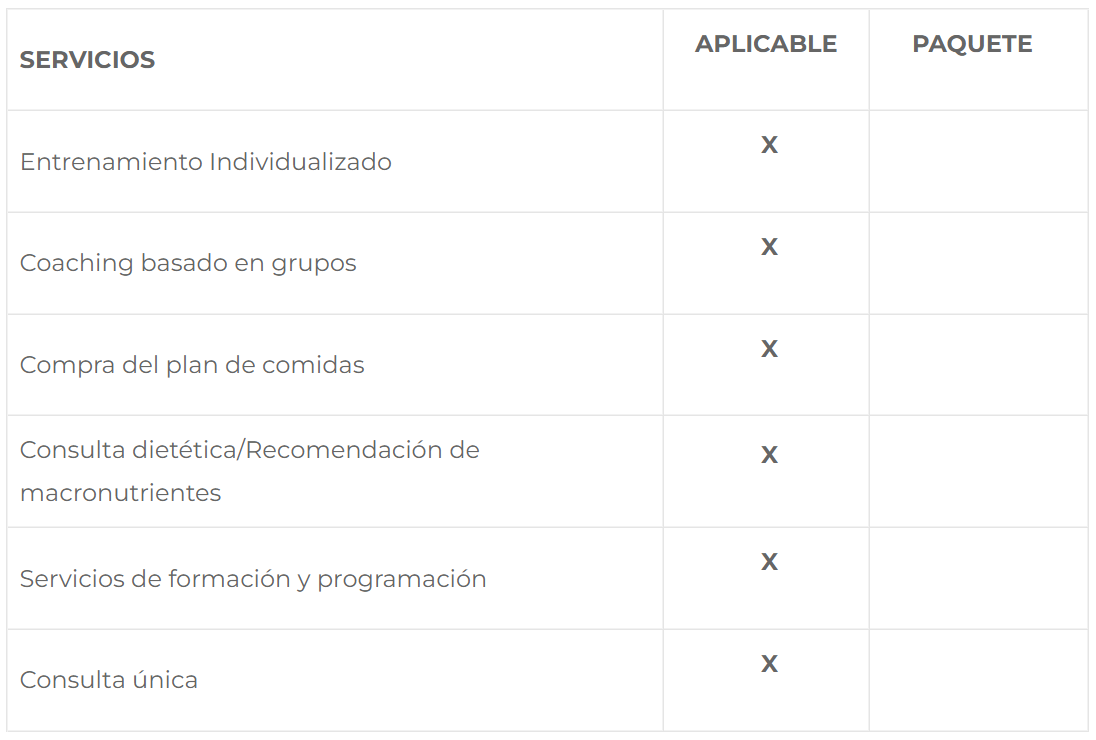 SERVICIOS APLICABLE PAQUETE
Entrenamiento Individualizado X
Coaching basado en grupos X
Compra del plan de comidas X
Consulta dietética/Recomendación de X
macronutrientes
Servicios de formación y programación X
Consulta única X